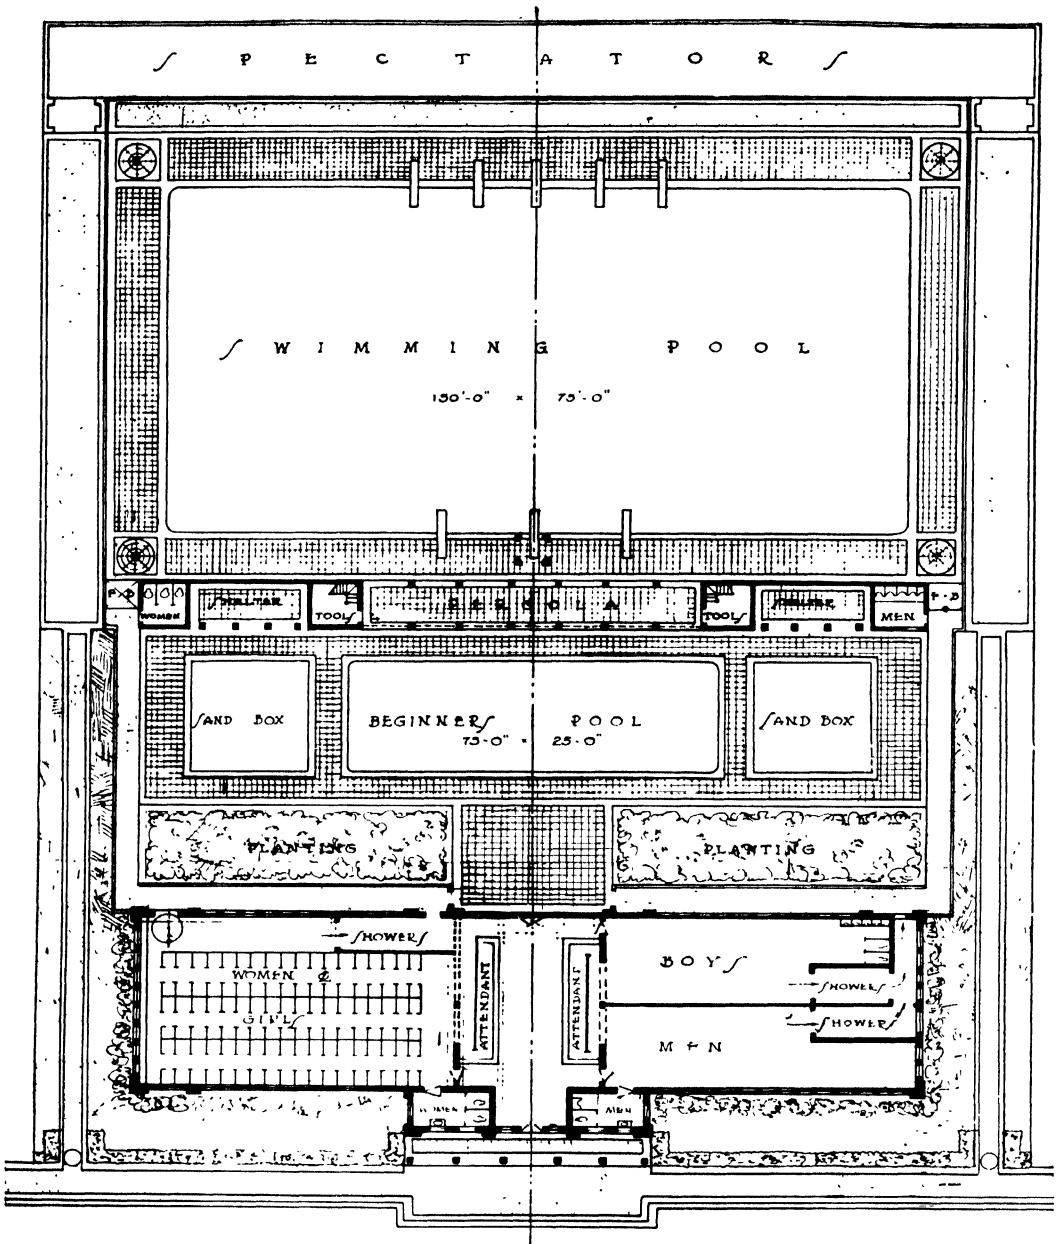 SPECTATORS
SWIMMING POOL
150'-0" x 75'-0"
F-D
WOMEN
SHELTER
TOOLS
PERGOLA
TOOLS
SHELTER
MEN
F-D
SAND BOX
BEGINNERS POOL
75-0" x 25-0"
SAND BOX
PLANTING
PLANTING
SHOWERS
WOMEN &
GIRLS
ATTENDANT
ATTENDANT
BOYS
SHOWERS
SHOWERS
MEN
WOMEN
MEN